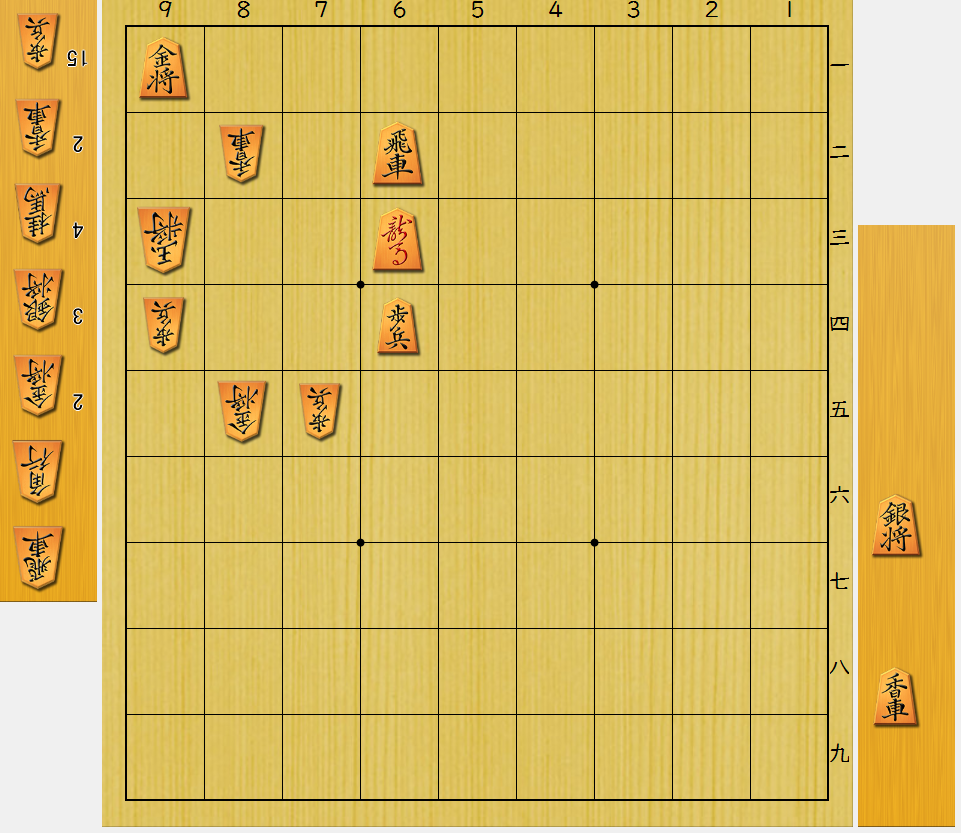 9 8 7 6 5 4 3 2 1
一
二
三
四
五
六
七
八
九
金将
香車
飛車
玉将
龍馬
歩兵
歩兵
金将
歩兵
歩兵 15
香車 2
桂馬 4
銀将 3
金将 2
角行
飛車
銀将
香車